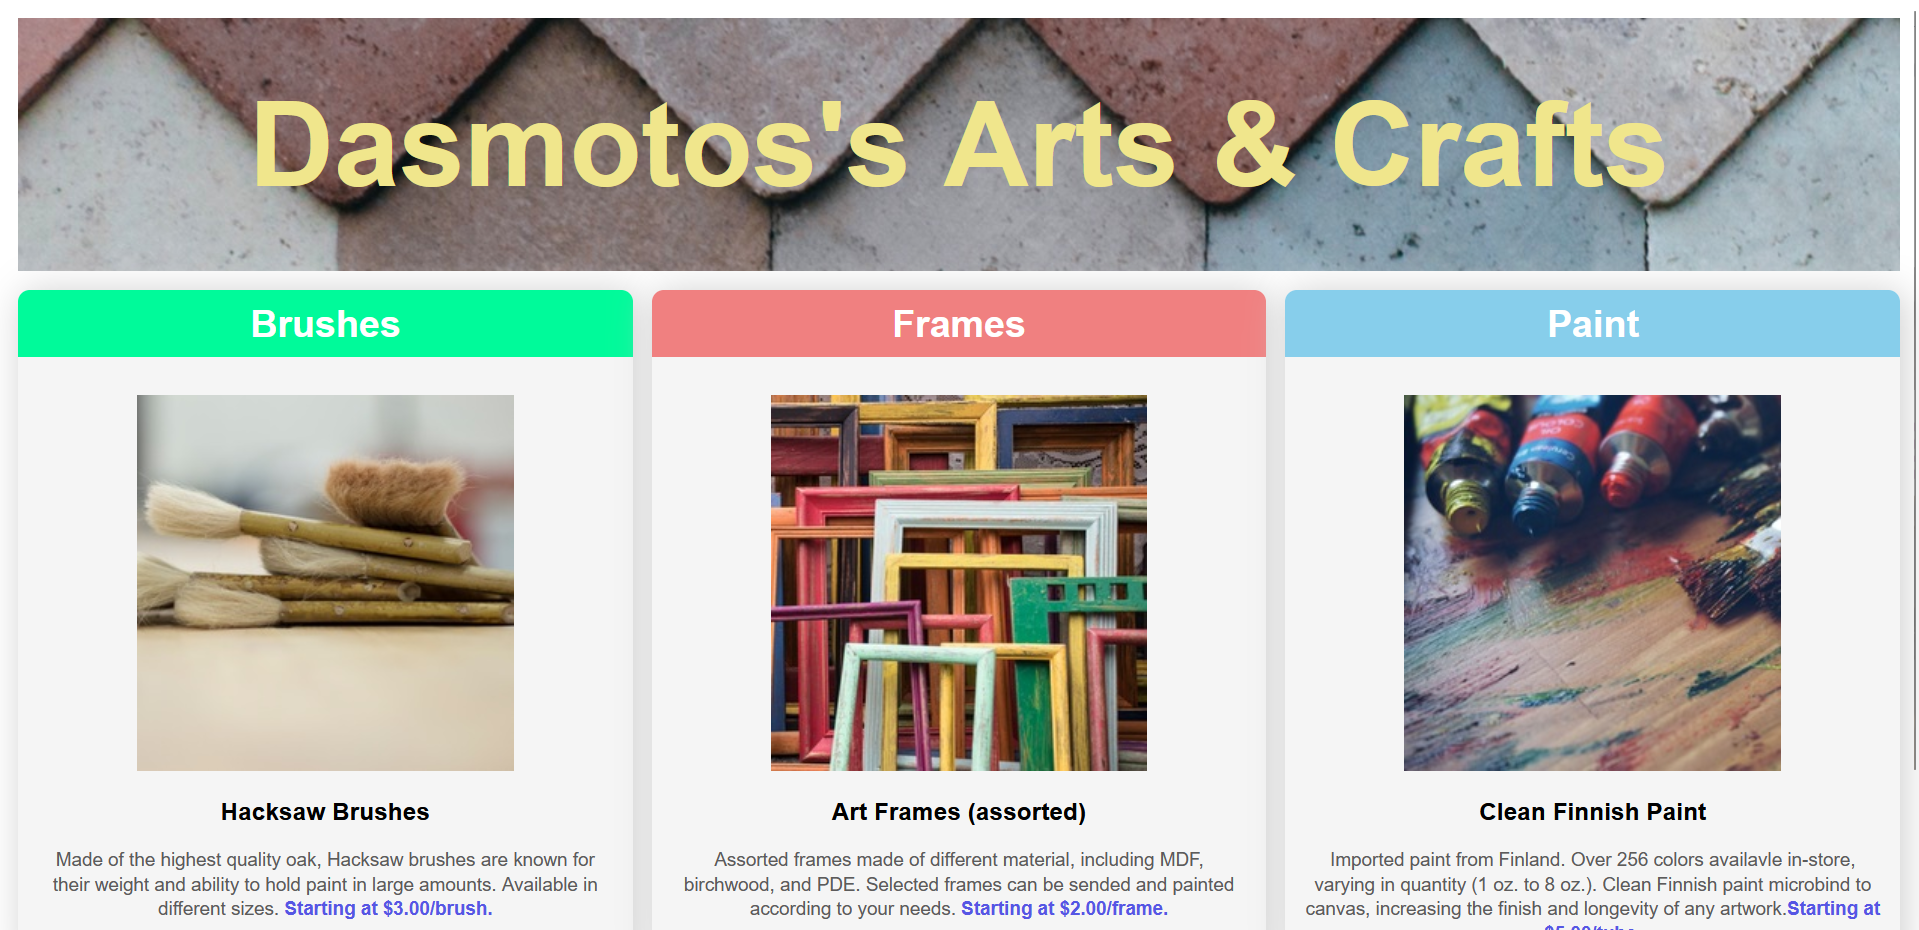 Dasmotos's Arts & Crafts
Brushes
Frames
Paint
Hacksaw Brushes
Made of the highest quality oak, Hacksaw brushes are known for
their weight and ability to hold paint in large amounts. Available in
different sizes. Starting at $3.00/brush.
Art Frames (assorted)
Assorted frames made of different material, including MDF,
birchwood, and PDE. Selected frames can be sended and painted
according to your needs. Starting at $2.00/frame.
Clean Finnish Paint
Imported paint from Finland. Over 256 colors availavle in-store,
varying in quantity (1 oz. to 8 oz.). Clean Finnish paint microbind to
canvas, increasing the finish and longevity of any artwork.Starting at